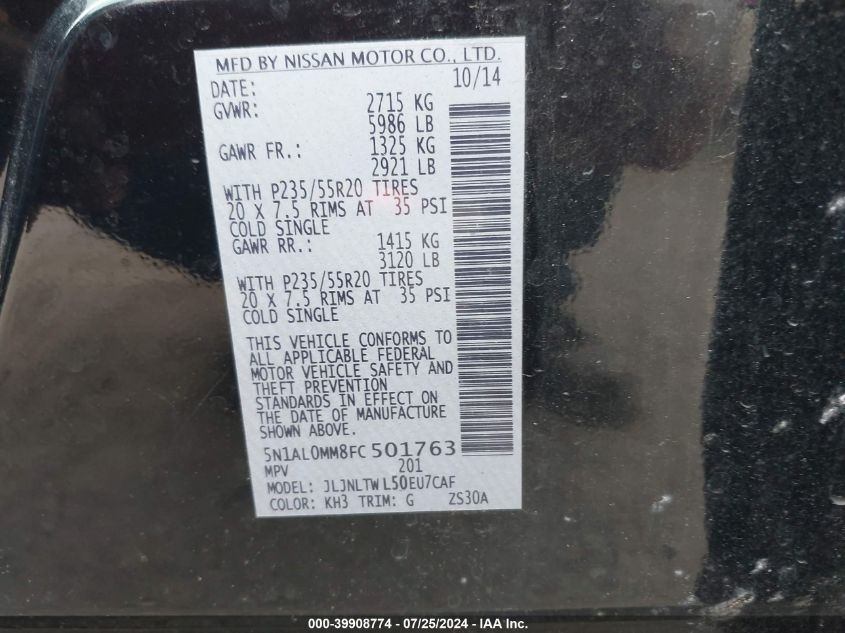 MFD BY NISSAN MOTOR CO., LTD.
DATE: 10/14
GVWR: 2715 KG
5986 LB
GAWR FR.: 1325 KG
2921 LB
WITH P235/55R20 TIRES
20 X 7.5 RIMS AT 35 PSI
COLD SINGLE
GAWR RR.: 1415 KG
3120 LB
WITH P235/55R20 TIRES
20 X 7.5 RIMS AT 35 PSI
COLD SINGLE
THIS VEHICLE CONFORMS TO
ALL APPLICABLE FEDERAL
MOTOR VEHICLE SAFETY AND
THEFT PREVENTION
STANDARDS IN EFFECT ON
THE DATE OF MANUFACTURE
SHOWN ABOVE.
5N1AL0MM8FC 501763
MPV 201
MODEL: JLJNLTW L50EU7CAF
COLOR: KH3 TRIM: G ZS30A
000-39908774 / 07/25/2024 - IAA Inc.